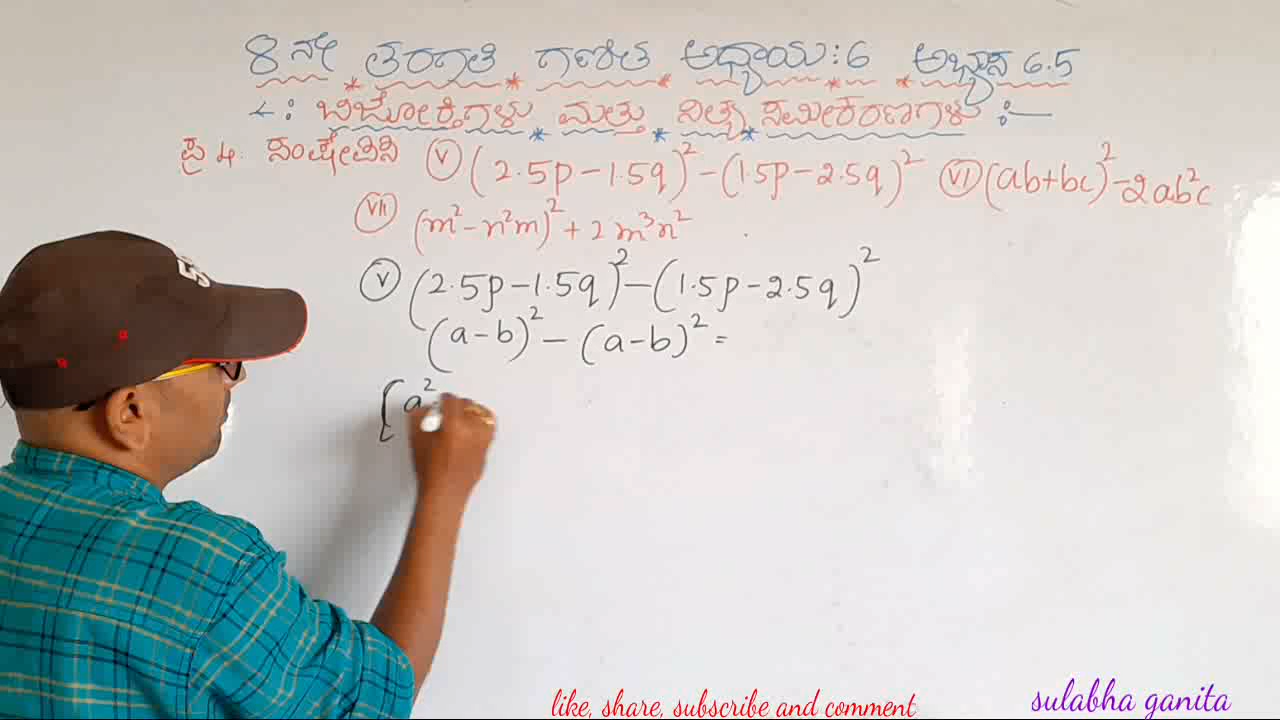 8 ನೇ ತರಗತಿ ಗಣಿತ ಅಧ್ಯಾಯ: 6 ಅಭ್ಯಾಸ 6.5
ಬೀಜೋಕ್ತಿಗಳು ಮತ್ತು ನಿತ್ಯ ಸಮೀಕರಣಗಳು :—
ಪ್ರ 4. ಸಂಕ್ಷೇಪಿಸಿ (v) (2.5p - 1.5q)² - (1.5p - 2.5q)² (vi) (ab+bc)² - 2ab²c
(vii) (m² - n²m)² + 2m³n²
(v) (2.5p - 1.5q)² - (1.5p - 2.5q)²
(a-b)² - (a-b)² =
[a²
like, share, subscribe and comment
sulabha ganita